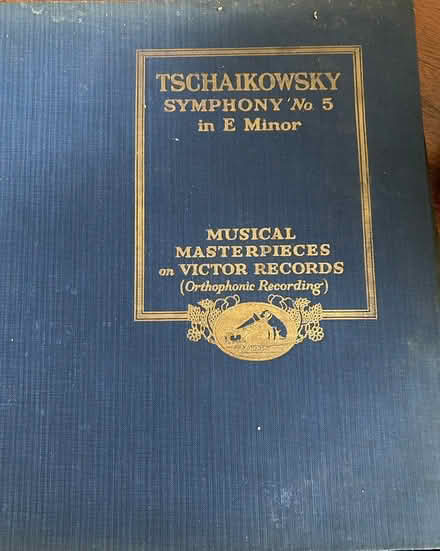 TSCHAIKOWSKY
SYMPHONY No 5
in E Minor
MUSICAL
MASTERPIECES
on VICTOR RECORDS
(Orthophonic Recording)